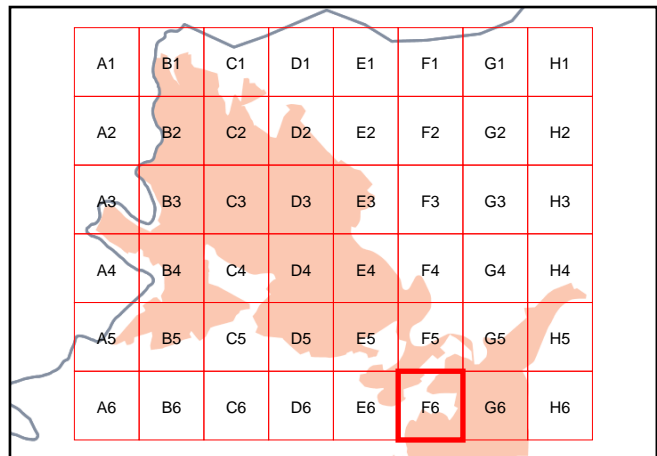 A1 B1 C1 D1 E1 F1 G1 H1
A2 B2 C2 D2 E2 F2 G2 H2
A3 B3 C3 D3 E3 F3 G3 H3
A4 B4 C4 D4 E4 F4 G4 H4
A5 B5 C5 D5 E5 F5 G5 H5
A6 B6 C6 D6 E6 F6 G6 H6